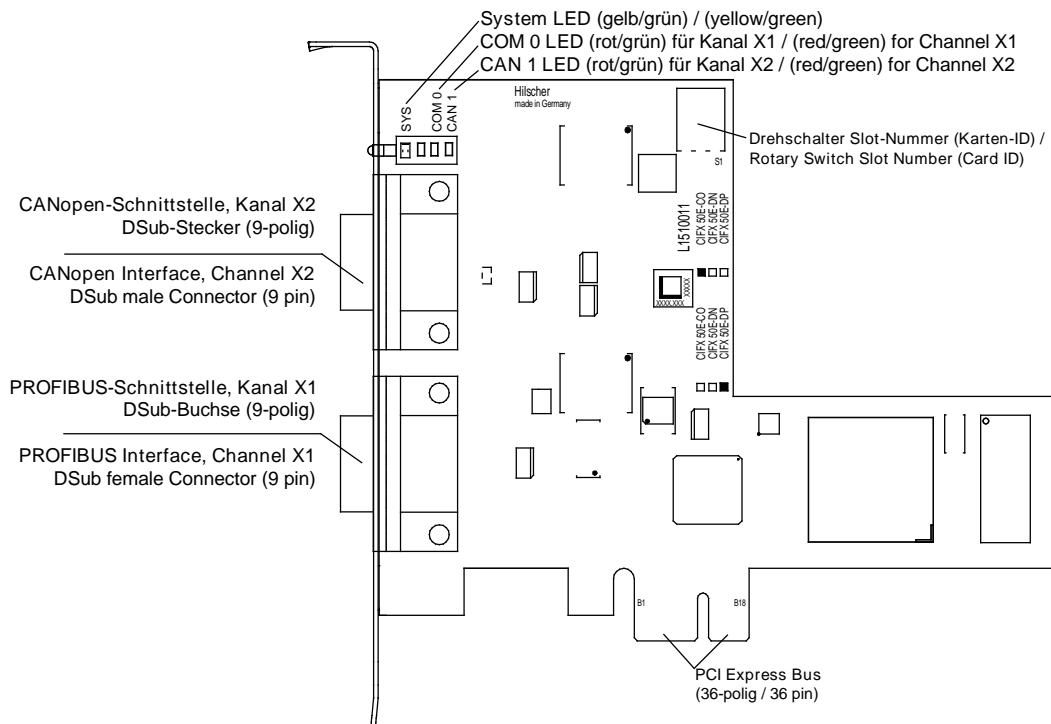 System LED (gelb/grün) / (yellow/green)
COM 0 LED (rot/grün) für Kanal X1 / (red/green) for Channel X1
CAN 1 LED (rot/grün) für Kanal X2 / (red/green) for Channel X2
SYS
COM 0
CAN 1
Hilscher
made in Germany
S1
Drehschalter Slot-Nummer (Karten-ID) /
Rotary Switch Slot Number (Card ID)
CANopen-Schnittstelle, Kanal X2
DSub-Stecker (9-polig)
CANopen Interface, Channel X2
DSub male Connector (9 pin)
L1510011
CIFX 50E-CO
CIFX 50E-DN
CIFX 50E-DP
XXXXX
XXXX.XXX
CIFX 50E-CO
CIFX 50E-DN
CIFX 50E-DP
PROFIBUS-Schnittstelle, Kanal X1
DSub-Buchse (9-polig)
PROFIBUS Interface, Channel X1
DSub female Connector (9 pin)
B1
B18
PCI Express Bus
(36-polig / 36 pin)